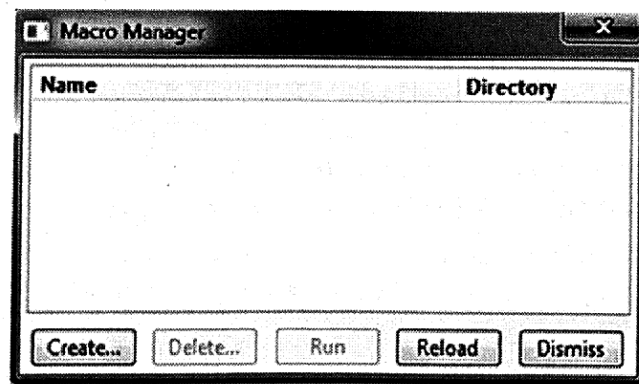 Macro Manager
Name Directory
Create... Delete... Run Reload Dismiss